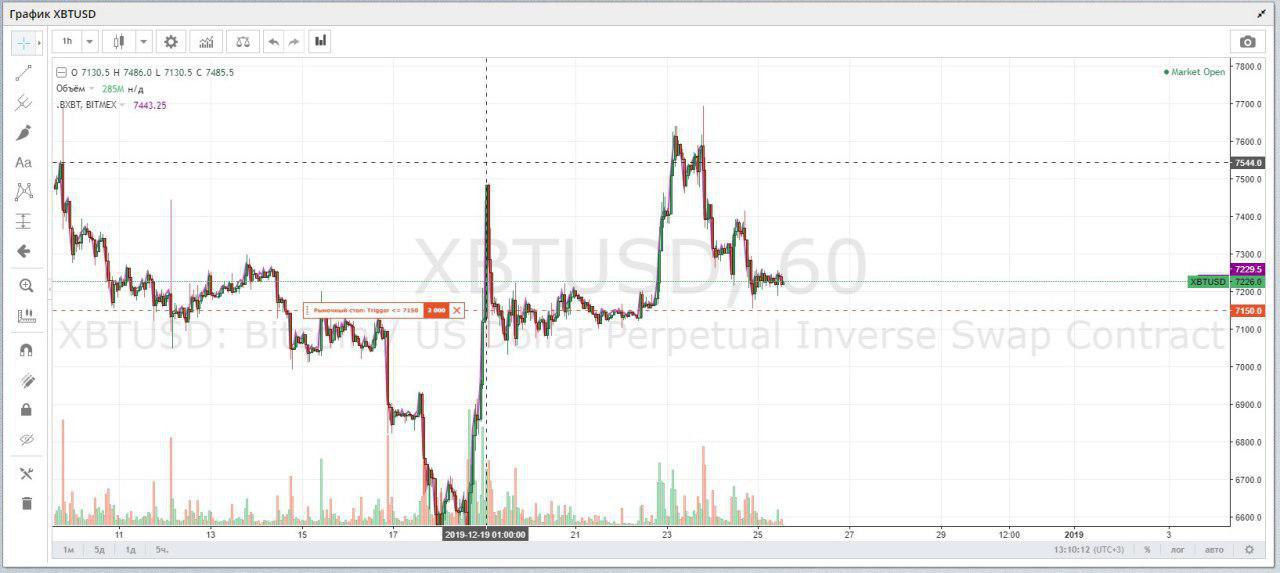 График XBTUSD
1h
O 7130.5 H 7486.0 L 7130.5 C 7485.5
Market Open
Объём 285M н/д
.BXBT, BITMEX 7443.25
Aa
XBTUSD, 60
XBTUSD: BitMEX US Dollar Perpetual Inverse Swap Contract
Рыночный стоп: Trigger <= 7150 2 000
7800.0
7700.0
7600.0
7544.0
7500.0
7400.0
7300.0
7229.5
XBTUSD 7226.0
7200.0
7150.0
7100.0
7000.0
6900.0
6800.0
6700.0
6600.0
11 13 15 17 2019-12-19 01:00:00 21 23 25 27 29 12:00 2019 3
1м 5д 1д 5ч. 13:10:12 (UTC+3) % лог авто